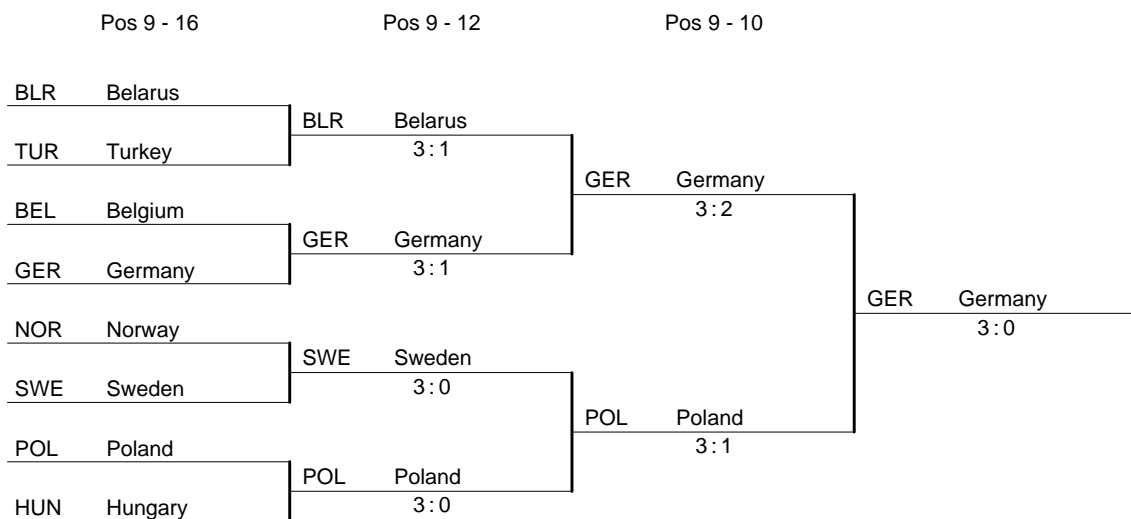 Pos 9 - 16 Pos 9 - 12 Pos 9 - 10
BLR Belarus
BLR Belarus
TUR Turkey 3 : 1
GER Germany
BEL Belgium 3 : 2
GER Germany
GER Germany 3 : 1
GER Germany
NOR Norway 3 : 0
SWE Sweden
SWE Sweden 3 : 0
POL Poland
POL Poland 3 : 1
POL Poland
HUN Hungary 3 : 0